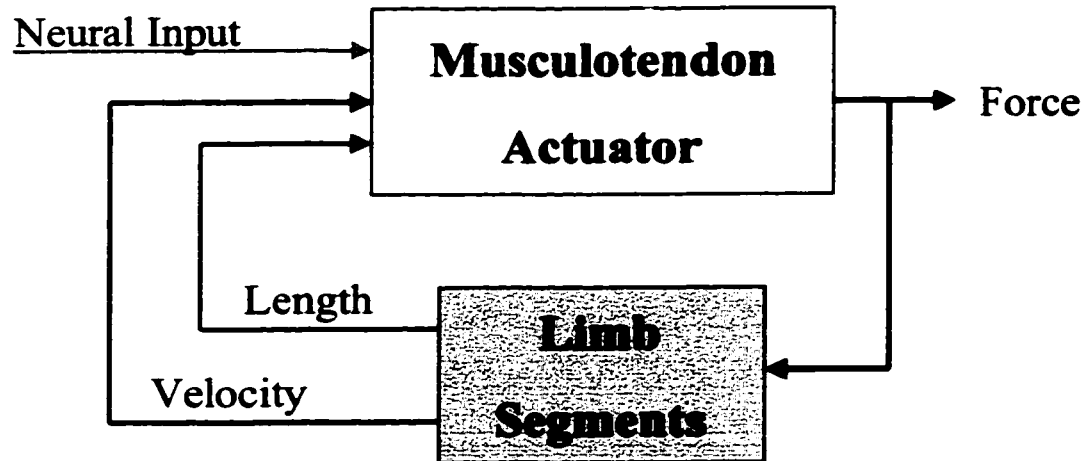 Neural Input
Musculotendon
Actuator
Force
Length
Limb
Velocity
Segments